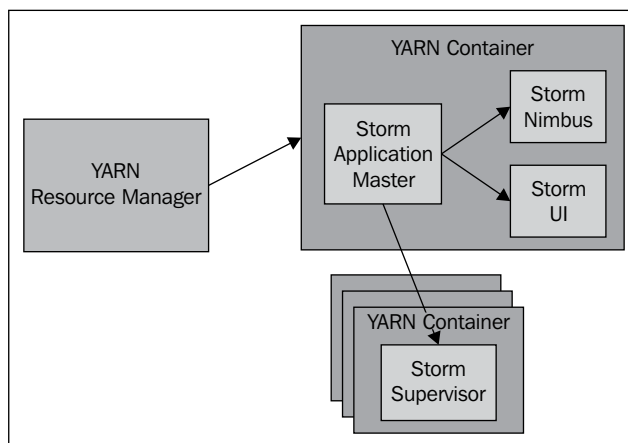 YARN Container
Storm
Nimbus
Storm
Application
Master
Storm
UI
YARN
Resource Manager
YARN Container
Storm
Supervisor